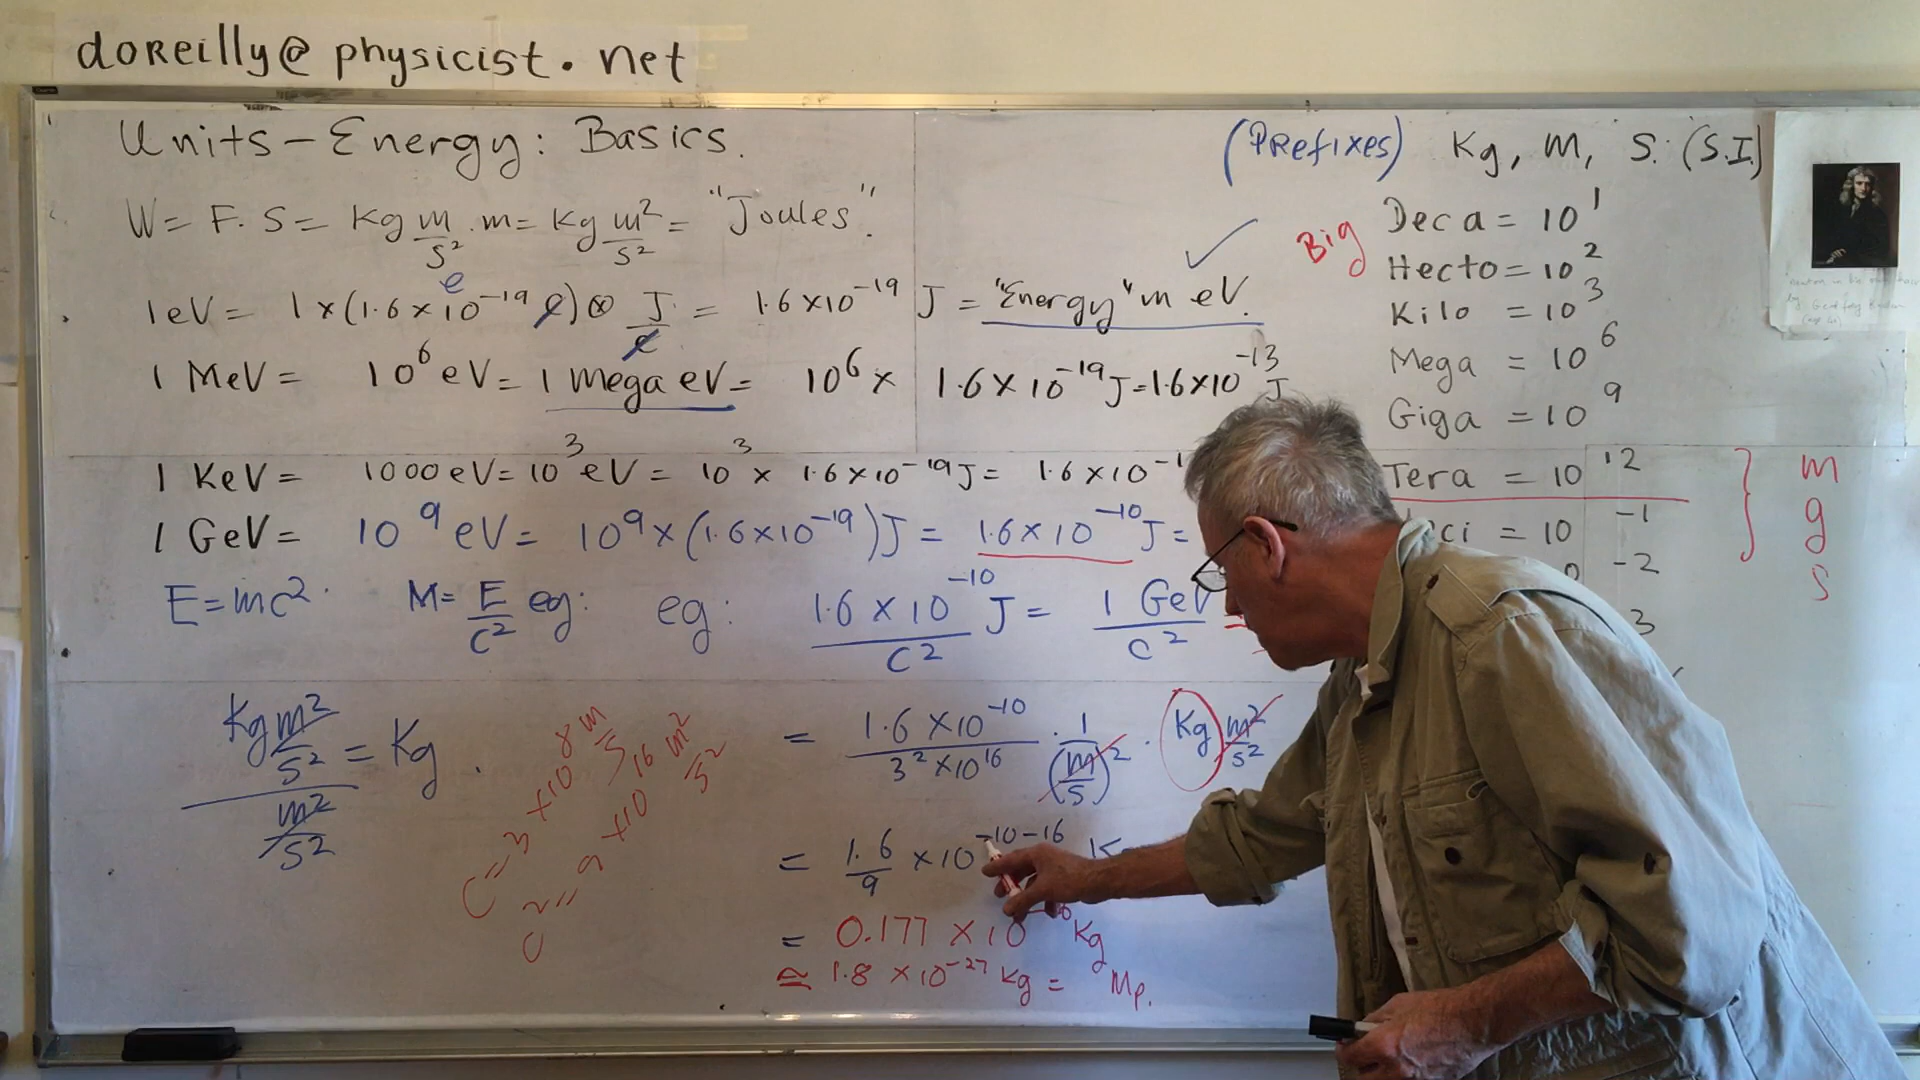 doreilly@physicist.net
Units – Energy: Basics.
W = F. S = Kg m/s² . m = Kg m²/s² = "Joules".
e
1eV = 1 x (1.6 x 10⁻¹⁹ C) ⊗ J/C = 1.6 x 10⁻¹⁹ J = "Energy" in eV.
1 MeV = 10⁶ eV = 1 mega eV = 10⁶ x 1.6 x 10⁻¹⁹ J = 1.6 x 10⁻¹³ J
1 KeV = 1000 eV = 10³ eV = 10³ x 1.6 x 10⁻¹⁹ J = 1.6 x 10⁻¹
1 GeV = 10⁹ eV = 10⁹ x (1.6 x 10⁻¹⁹) J = 1.6 x 10⁻¹⁰ J =
E = mc². M = E/c² eg: eg: 1.6 x 10⁻¹⁰/c² J = 1 GeV/c²
Kg m²/s² / m²/s² = Kg.
C = 3 x 10⁸ m/s
C² = 9 x 10¹⁶ m²/s²
= 1.6 x 10⁻¹⁰/3² x 10¹⁶ . 1/(m/s)² . Kg m²/s²
= 1.6/9 x 10⁻¹⁰⁻¹⁶ K
= 0.177 x 10 Kg
≅ 1.8 x 10⁻²⁷ Kg = Mp.
(Prefixes) Kg, m, s. (S.I.)
Big
Deca = 10¹
Hecto = 10²
Kilo = 10³
Mega = 10⁶
Giga = 10⁹
Tera = 10¹²
ci = 10⁻¹
0⁻²
3
m
g
s